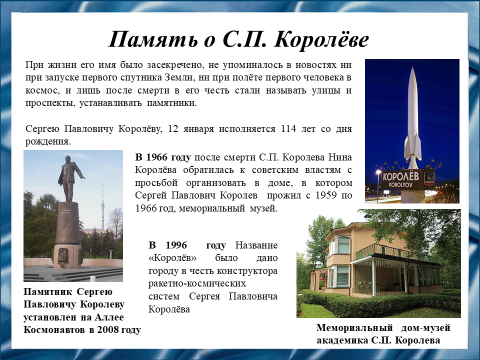 Память о С.П. Королёве
При жизни его имя было засекречено, не упоминалось в новостях ни
при запуске первого спутника Земли, ни при полёте первого человека в
космос, и лишь после смерти в его честь стали называть улицы и
проспекты, устанавливать памятники.
Сергею Павловичу Королёву, 12 января исполняется 114 лет со дня
рождения.
КОРОЛЁВ
KOROLYOV
В 1966 году после смерти С.П. Королева Нина
Королёва обратилась к советским властям с
просьбой организовать в доме, в котором
Сергей Павлович Королев прожил с 1959 по
1966 год, мемориальный музей.
В 1996 году Название
«Королёв» было дано
городу в честь конструктора
ракетно-космических
систем Сергея Павловича
Королёва
Памятник Сергею
Павловичу Королеву
установлен на Аллее
Космонавтов в 2008 году
Мемориальный дом-музей
академика С.П. Королева